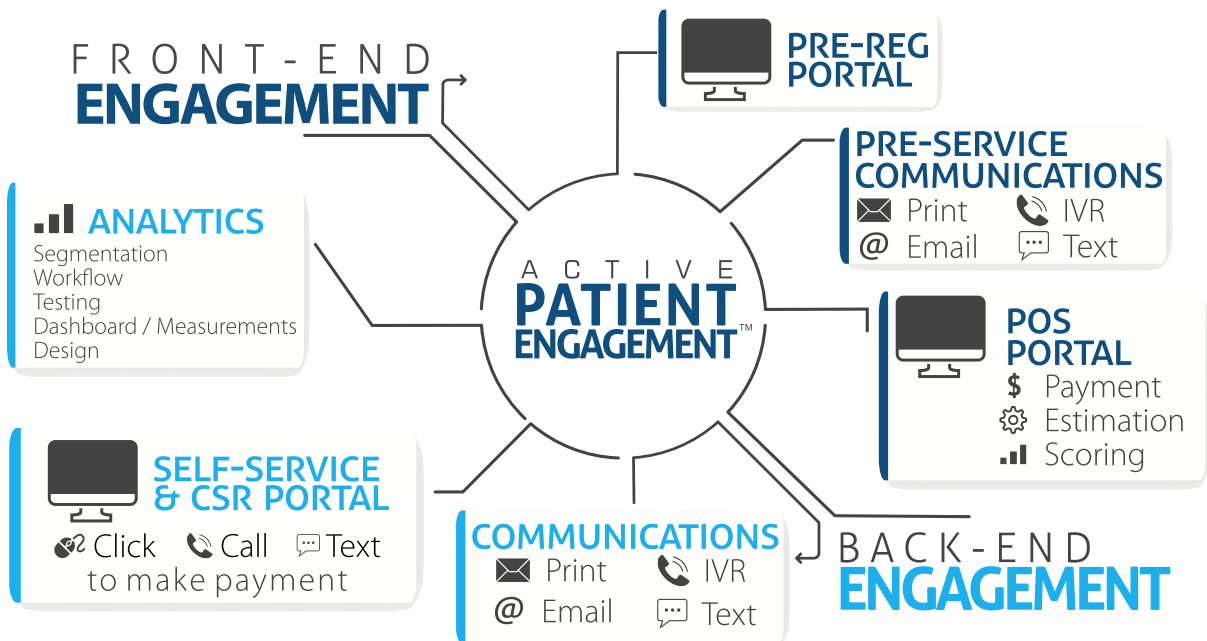 FRONT-END
ENGAGEMENT
PRE-REG
PORTAL
PRE-SERVICE
COMMUNICATIONS
Print IVR
@ Email Text
POS
PORTAL
$ Payment
Estimation
Scoring
ACTIVE
PATIENT
ENGAGEMENT™
ANALYTICS
Segmentation
Workflow
Testing
Dashboard / Measurements
Design
SELF-SERVICE
& CSR PORTAL
Click Call Text
to make payment
COMMUNICATIONS
Print IVR
@ Email Text
BACK-END
ENGAGEMENT